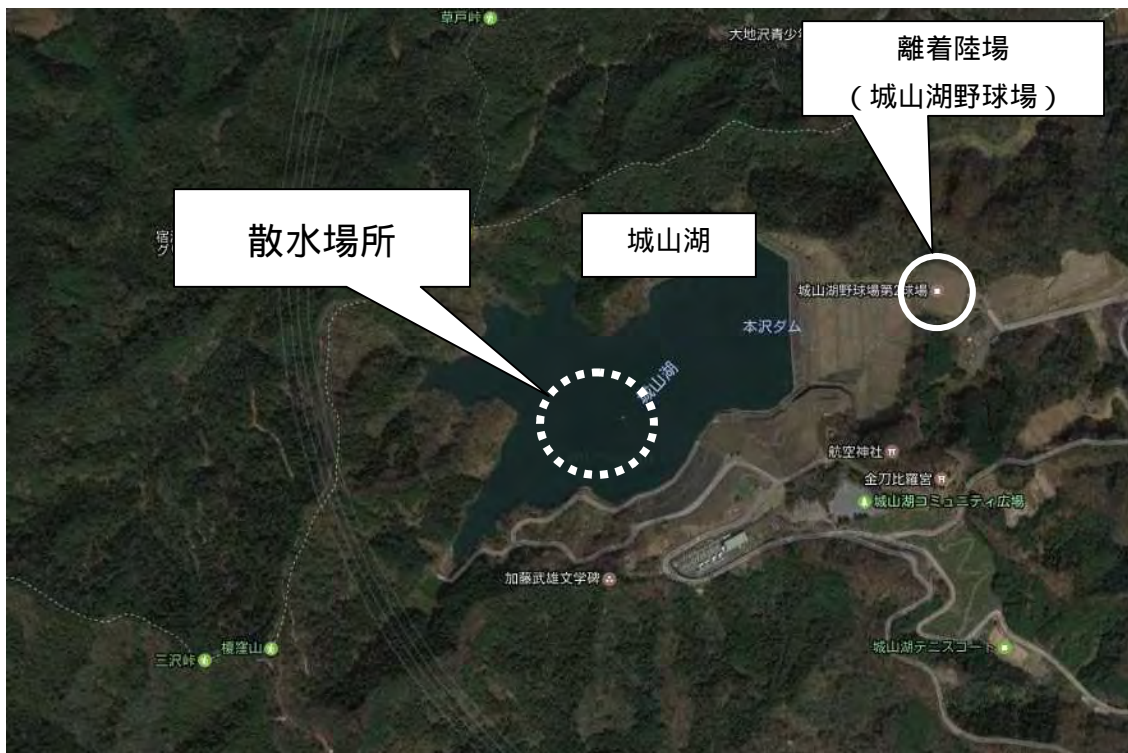 草戸峠
大地沢青少
離着陸場
（城山湖野球場）
散水場所
城山湖
城山湖野球場第2球場
本沢ダム
城山湖
航空神社
金刀比羅宮
城山湖コミュニティ広場
加藤武雄文学碑
三沢峠
榎窪山
城山湖テニスコート